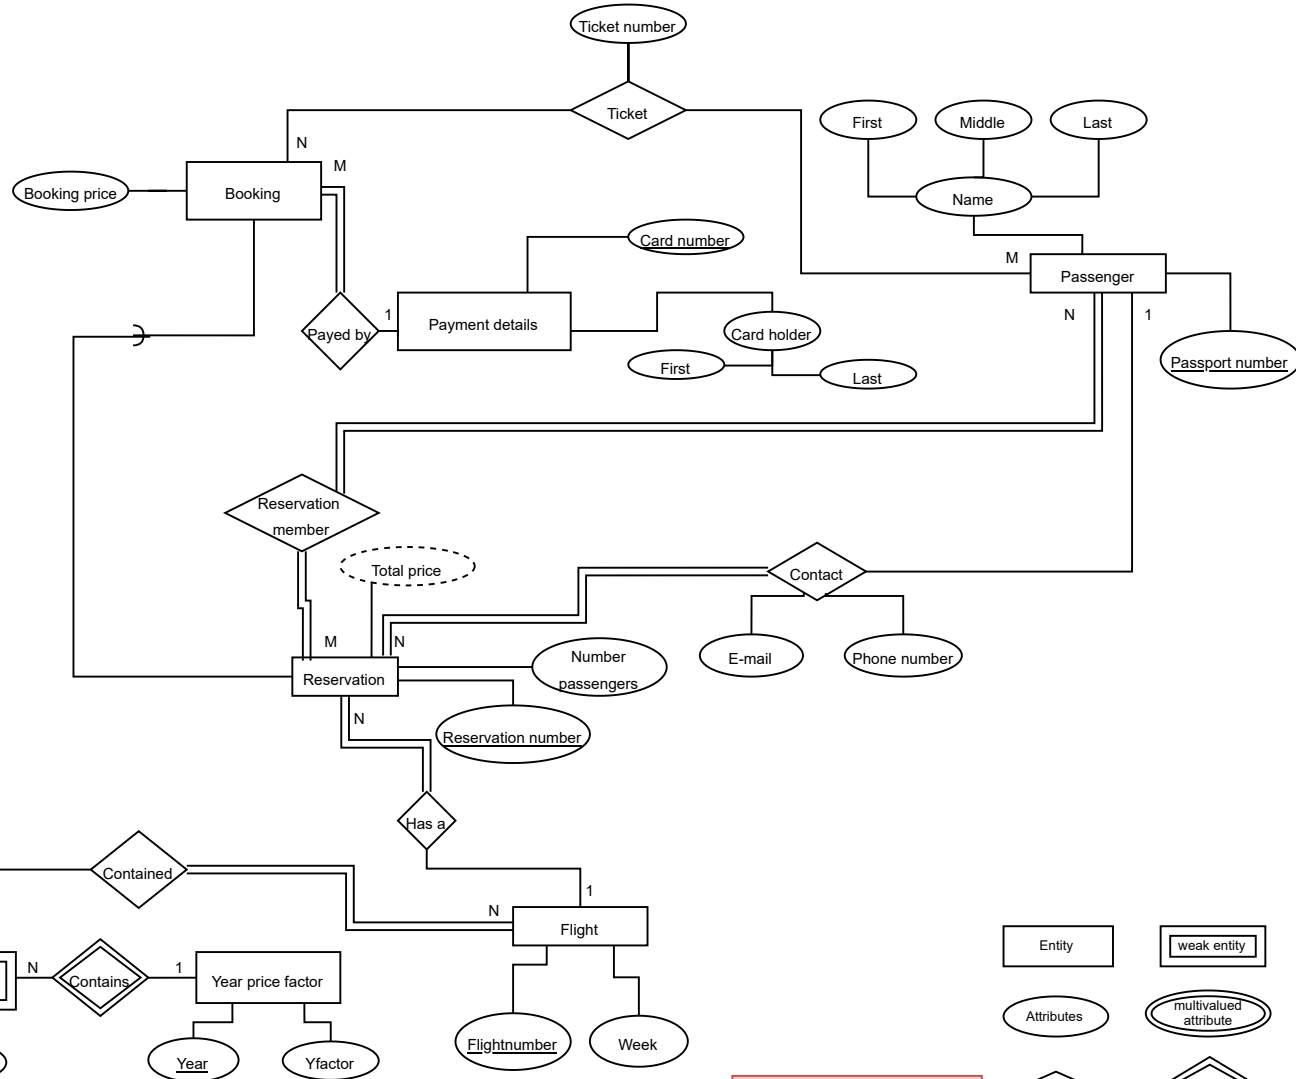 Ticket number
Ticket
First
Middle
Last
N
M
Booking price
Booking
Name
Card number
M
Passenger
1
Payment details
N
1
Payed by
Card holder
First
Last
Passport number
Reservation
member
Total price
Contact
M
N
E-mail
Phone number
Number
passengers
Reservation
N
Reservation number
Has a
Contained
1
N
Flight
Entity
weak entity
N
Contains
1
Year price factor
Attributes
multivalued
attribute
Flightnumber
Week
Year
Yfactor